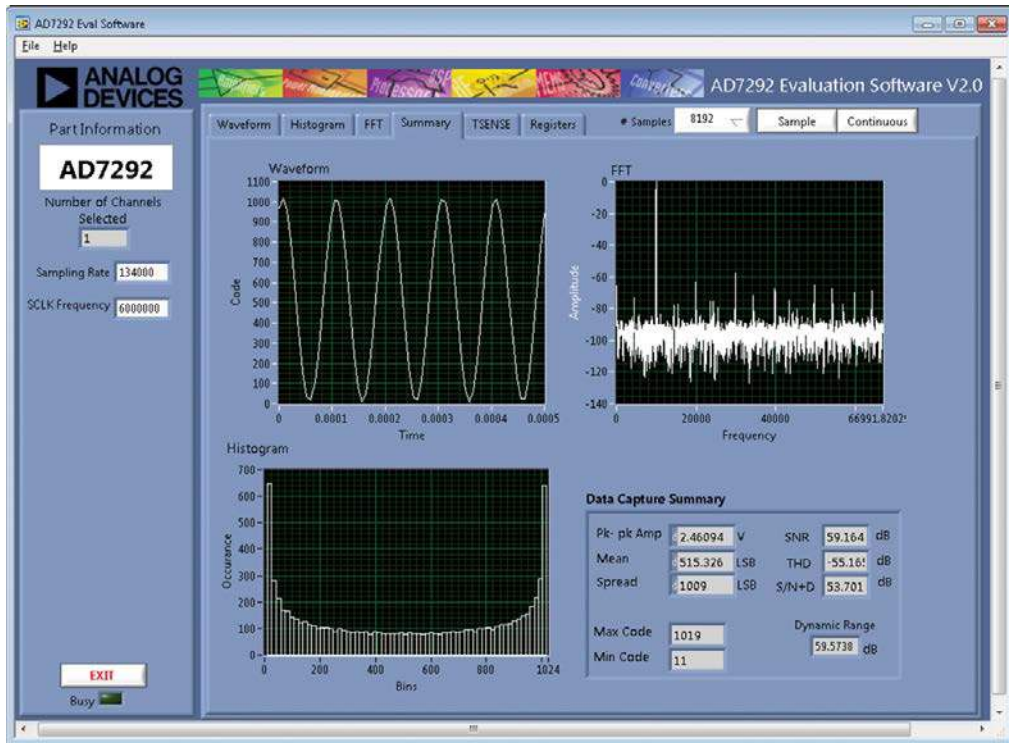 AD7292 Eval Software
File Help
ANALOG DEVICES
AD7292 Evaluation Software V2.0
Part Information
AD7292
Number of Channels Selected
1
Sampling Rate 134000
SCLK Frequency 6000000
EXIT
Busy
Waveform Histogram FFT Summary TSENSE Registers
# Samples 8192 Sample Continuous
Waveform
Code
1100
1000
900
800
700
600
500
400
300
200
100
0
0 0.0001 0.0002 0.0003 0.0004 0.0005
Time
FFT
Amplitude
0
-20
-40
-60
-80
-100
-120
-140
0 20000 40000 66991.8202
Frequency
Histogram
Occurance
700
600
500
400
300
200
100
0
0 200 400 600 800 1024
Bins
Data Capture Summary
Pk- pk Amp 2.46094 V SNR 59.164 dB
Mean 515.326 LSB THD -55.16 dB
Spread 1009 LSB S/N+D 53.701 dB
Max Code 1019
Min Code 11
Dynamic Range
59.5738 dB